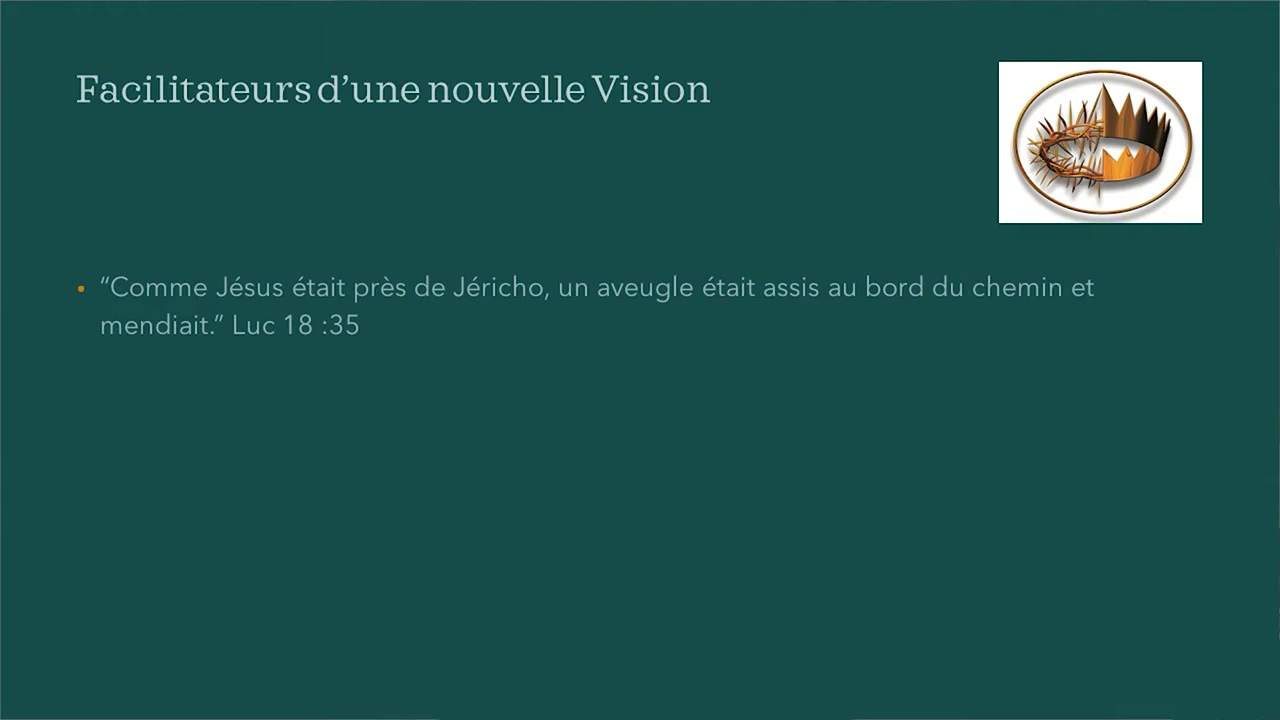 Facilitateurs d’une nouvelle Vision
“Comme Jésus était près de Jéricho, un aveugle était assis au bord du chemin et
mendiait.” Luc 18 :35